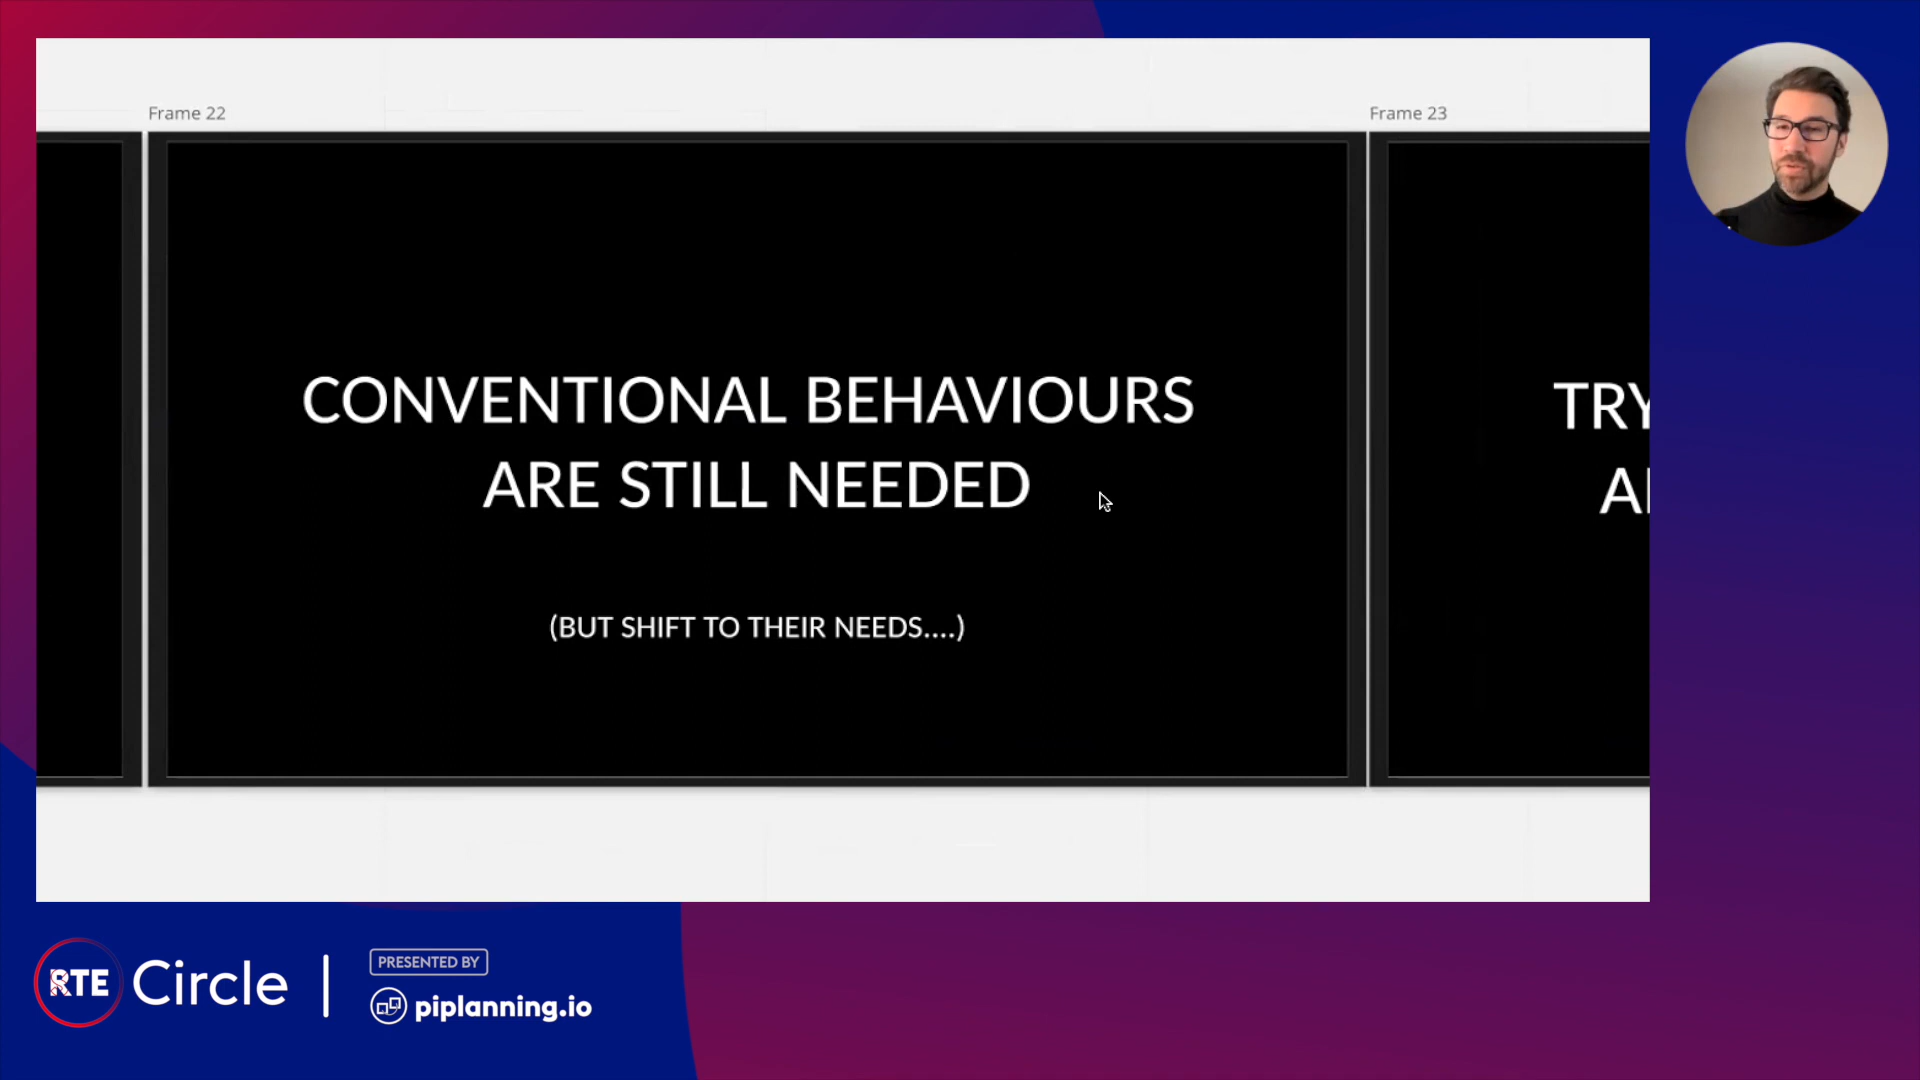 Frame 22
Frame 23
CONVENTIONAL BEHAVIOURS
ARE STILL NEEDED
(BUT SHIFT TO THEIR NEEDS....)
TRY
RTE Circle
PRESENTED BY
piplanning.io